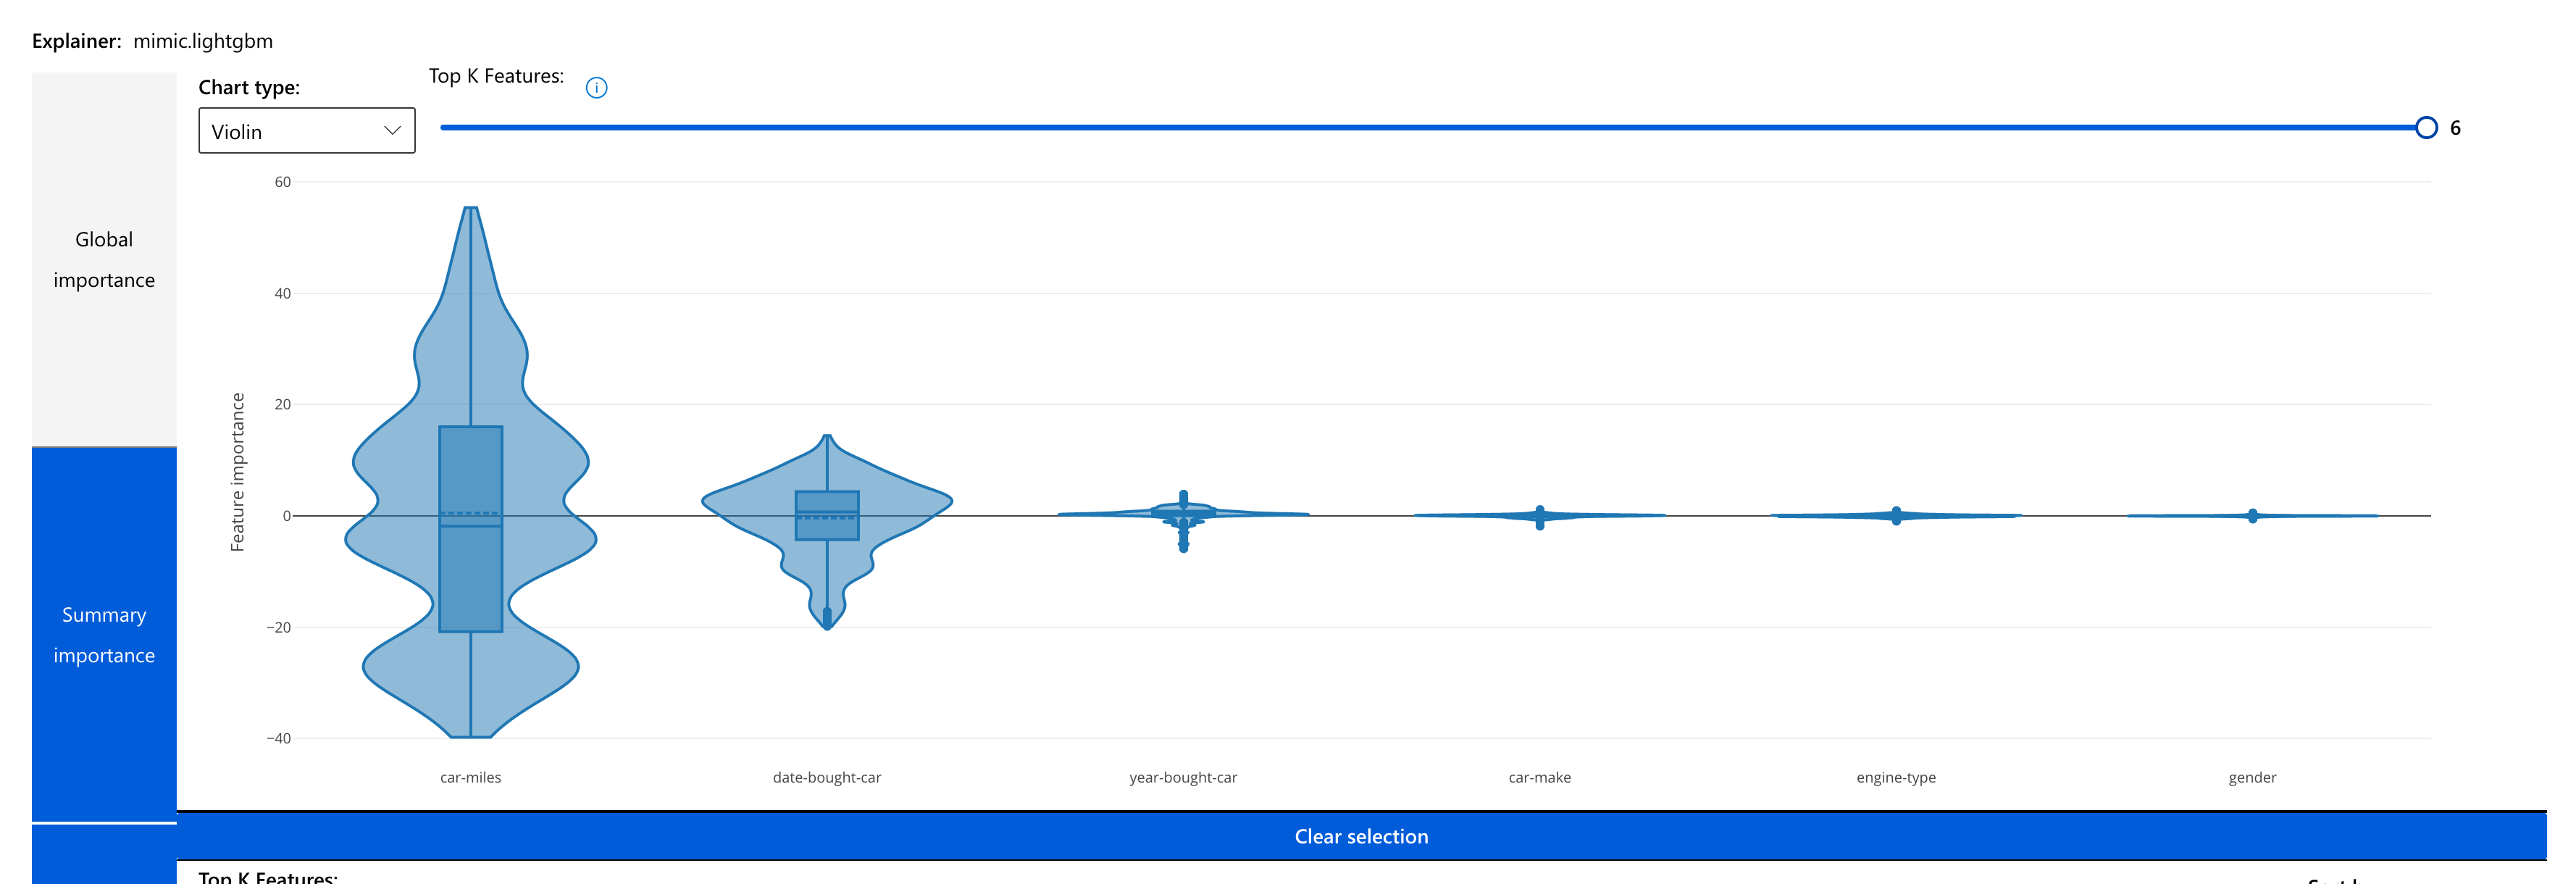 Explainer: mimic.lightgbm
Global
importance
Summary
importance
Chart type:
Violin
Top K Features:
i
6
Feature importance
60
40
20
0
−20
−40
car-miles
date-bought-car
year-bought-car
car-make
engine-type
gender
Clear selection
Top K Features: